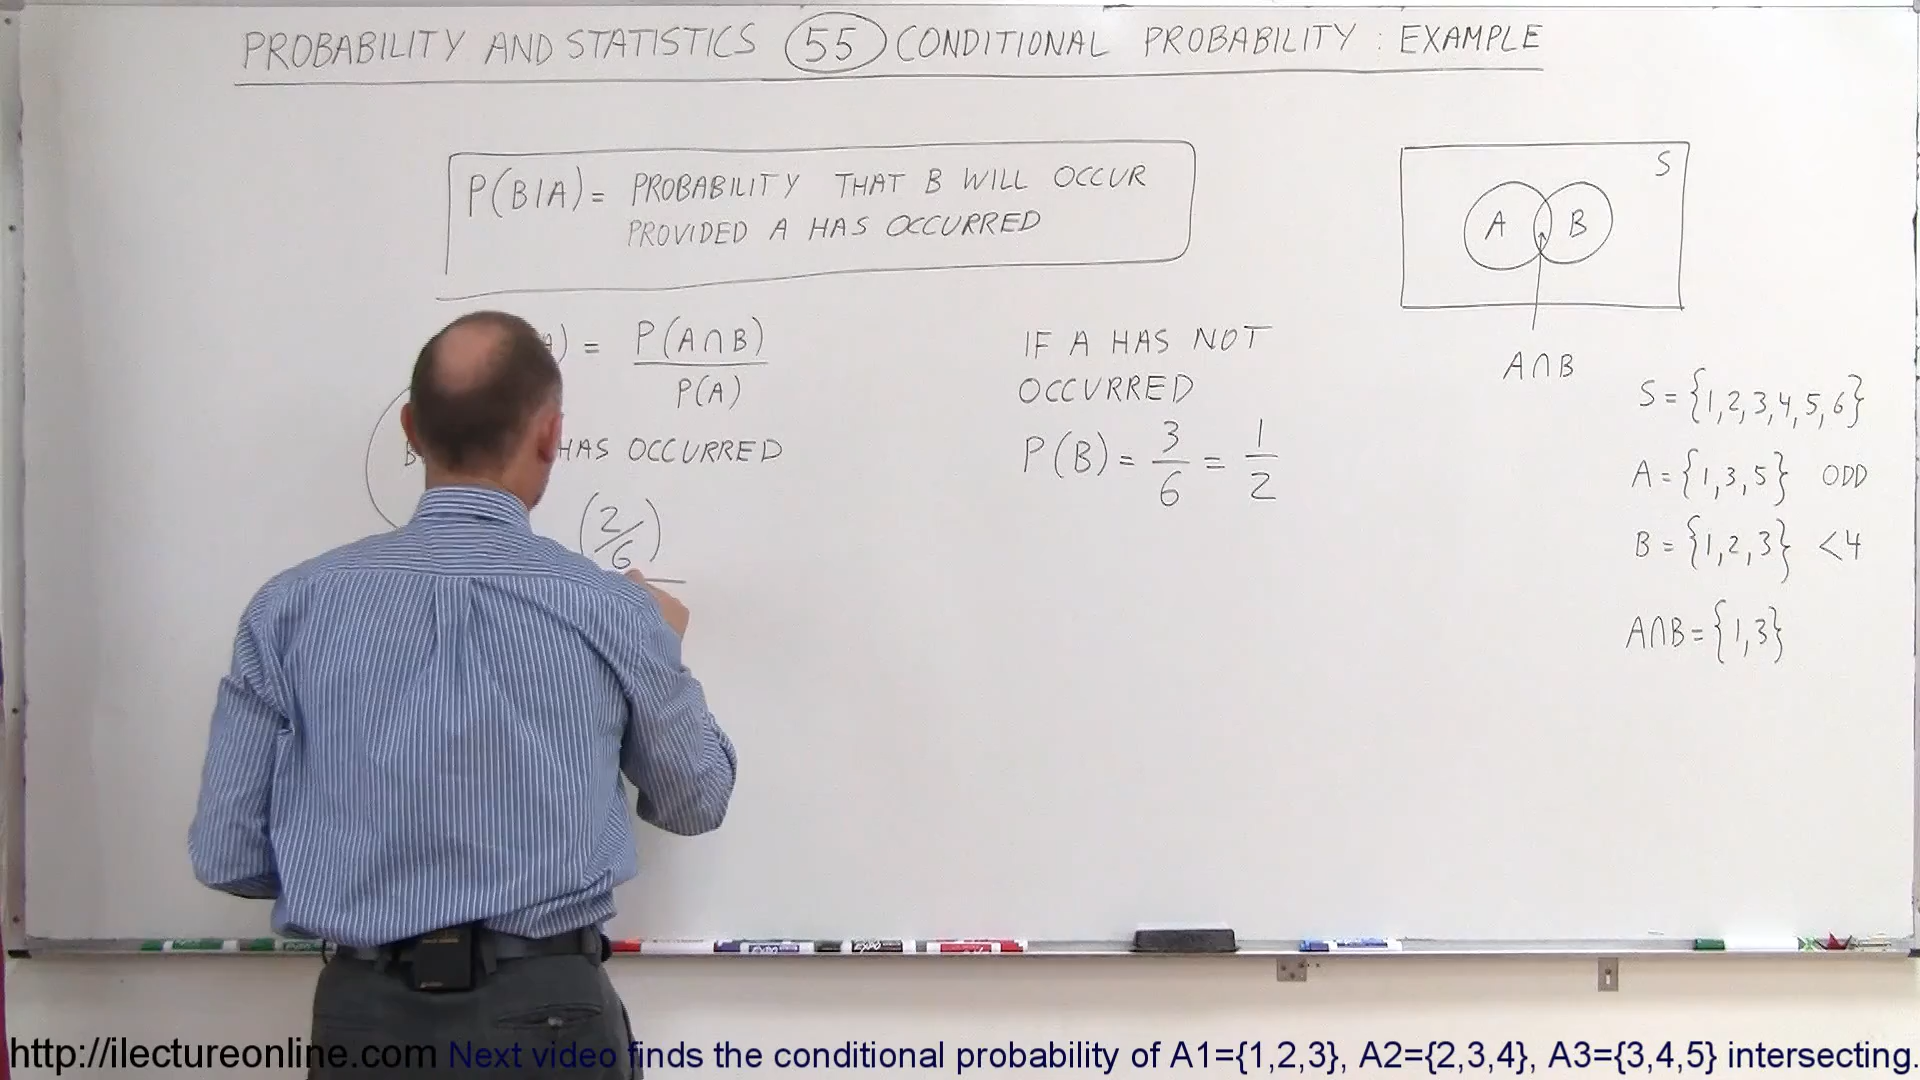 PROBABILITY AND STATISTICS 55 CONDITIONAL PROBABILITY : EXAMPLE
P(B|A) = PROBABILITY THAT B WILL OCCUR
PROVIDED A HAS OCCURRED
S
A B
A∩B
A) = P(A∩B)
P(A)
HAS OCCURRED
(2/6)
IF A HAS NOT
OCCURRED
P(B) = 3/6 = 1/2
S = {1,2,3,4,5,6}
A = {1,3,5} ODD
B = {1,2,3} <4
A∩B = {1,3}
EXPO
http://ilectureonline.com Next video finds the conditional probability of A1={1,2,3}, A2={2,3,4}, A3={3,4,5} intersecting.